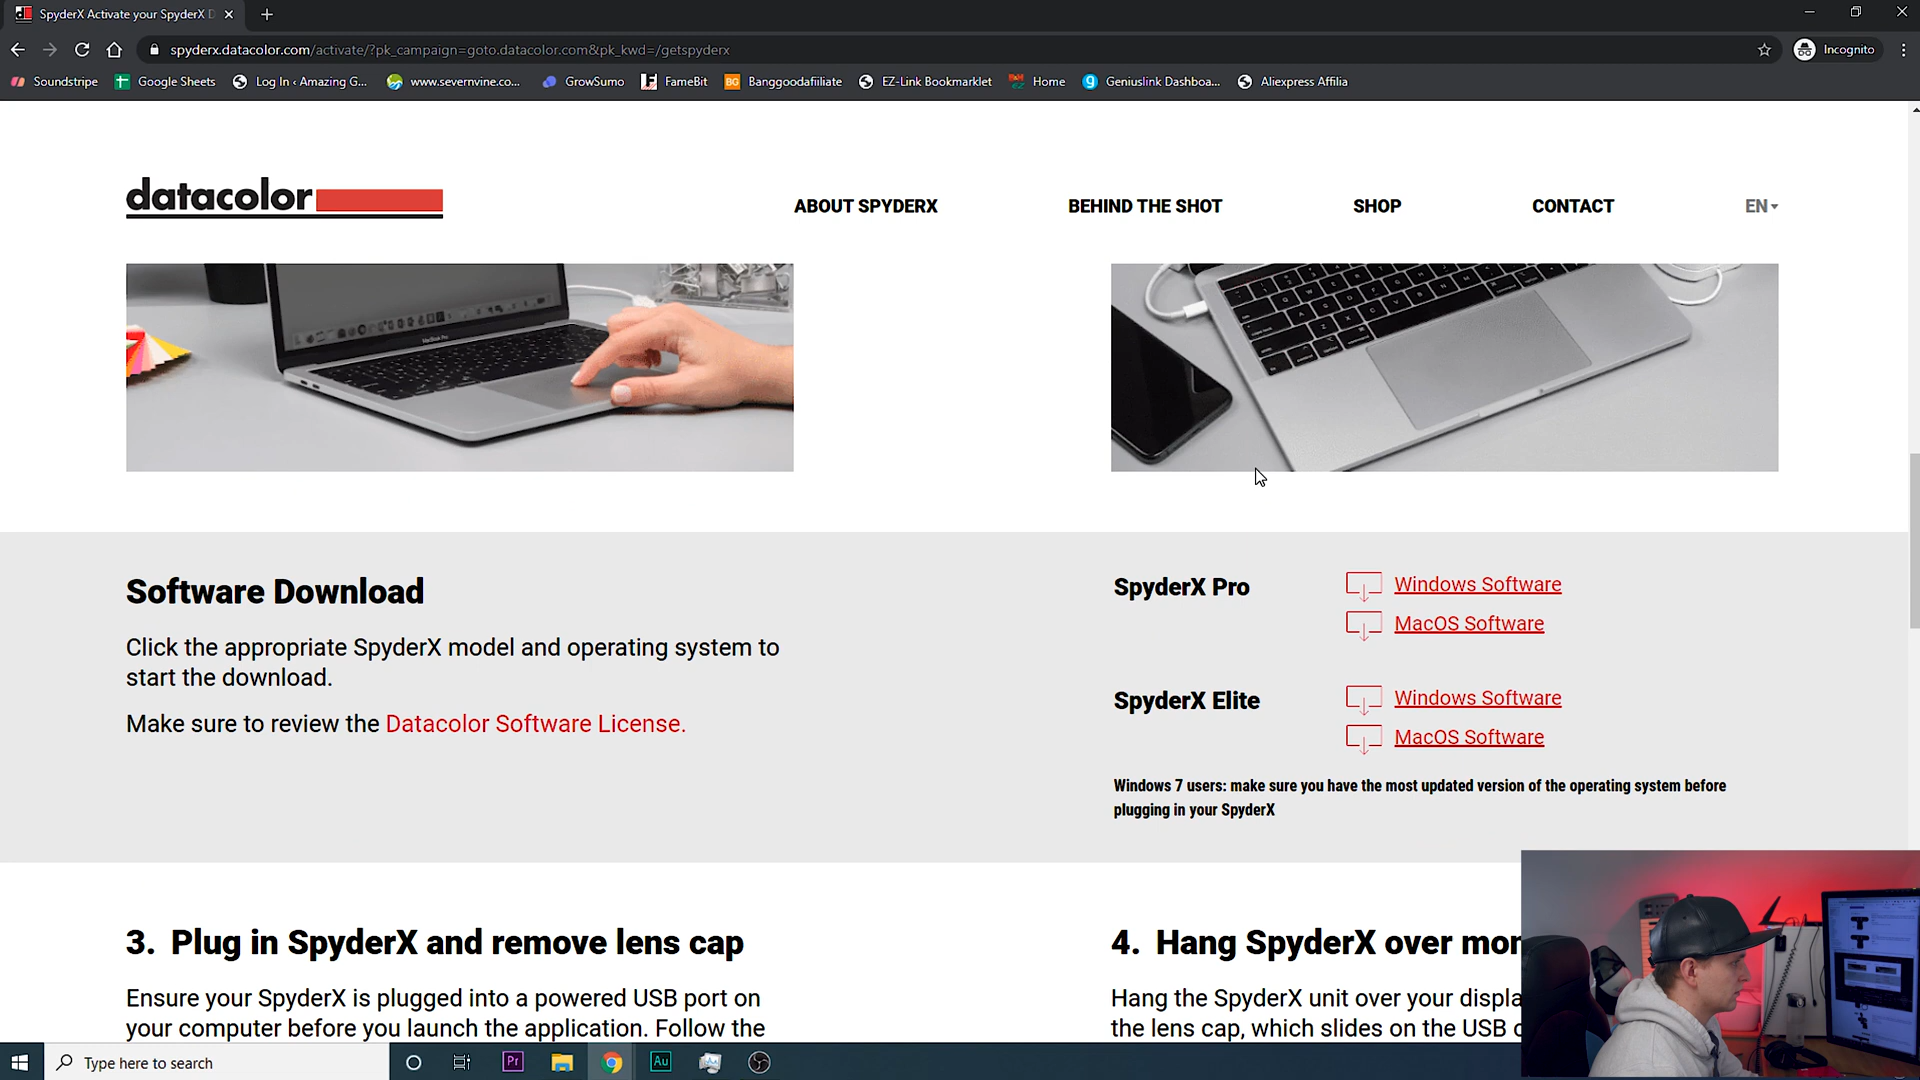 SpyderX Activate your SpyderX D
spyderx.datacolor.com/activate/?pk_campaign=goto.datacolor.com&pk_kwd=/getspyderx
Incognito
Soundstripe
Google Sheets
Log In ‹ Amazing G...
www.severnvine.co...
GrowSumo
FameBit
BG
Banggoodafiiliate
EZ-Link Bookmarklet
Home
Geniuslink Dashboa...
Aliexpress Affilia
datacolor
ABOUT SPYDERX
BEHIND THE SHOT
SHOP
CONTACT
EN
MacBook Pro
Software Download
Click the appropriate SpyderX model and operating system to
start the download.
Make sure to review the Datacolor Software License.
SpyderX Pro
Windows Software
MacOS Software
SpyderX Elite
Windows Software
MacOS Software
Windows 7 users: make sure you have the most updated version of the operating system before
plugging in your SpyderX
3. Plug in SpyderX and remove lens cap
Ensure your SpyderX is plugged into a powered USB port on
your computer before you launch the application. Follow the
4. Hang SpyderX over mon
Hang the SpyderX unit over your displa
the lens cap, which slides on the USB c
Type here to search
Pr
Au